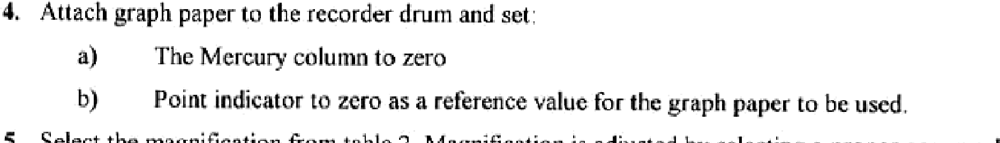 4. Attach graph paper to the recorder drum and set:
a) The Mercury column to zero
b) Point indicator to zero as a reference value for the graph paper to be used.
5 Select the magnification from table 2. Magnification is adjusted by selecting a proper